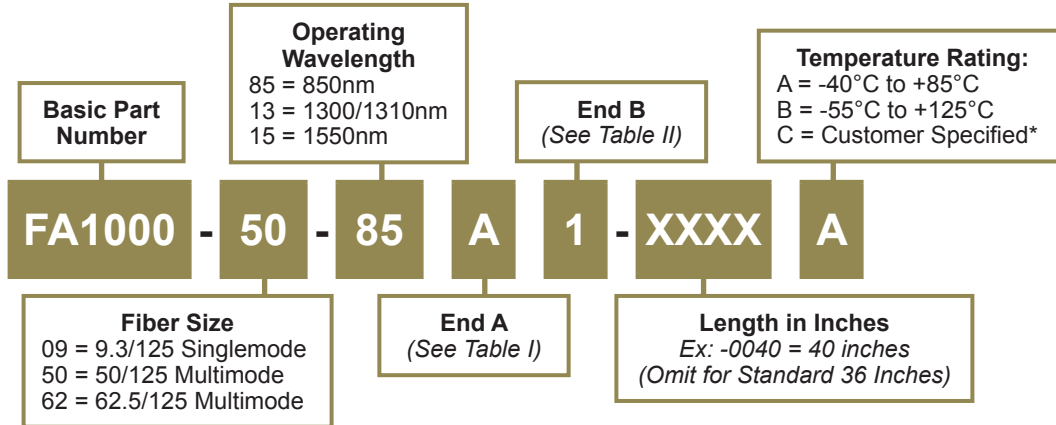 Operating
Wavelength
85 = 850nm
13 = 1300/1310nm
15 = 1550nm
Temperature Rating:
A = -40°C to +85°C
B = -55°C to +125°C
C = Customer Specified*
Basic Part
Number
End B
(See Table II)
FA1000 - 50 - 85 A 1 - XXXX A
Fiber Size
09 = 9.3/125 Singlemode
50 = 50/125 Multimode
62 = 62.5/125 Multimode
End A
(See Table I)
Length in Inches
Ex: -0040 = 40 inches
(Omit for Standard 36 Inches)